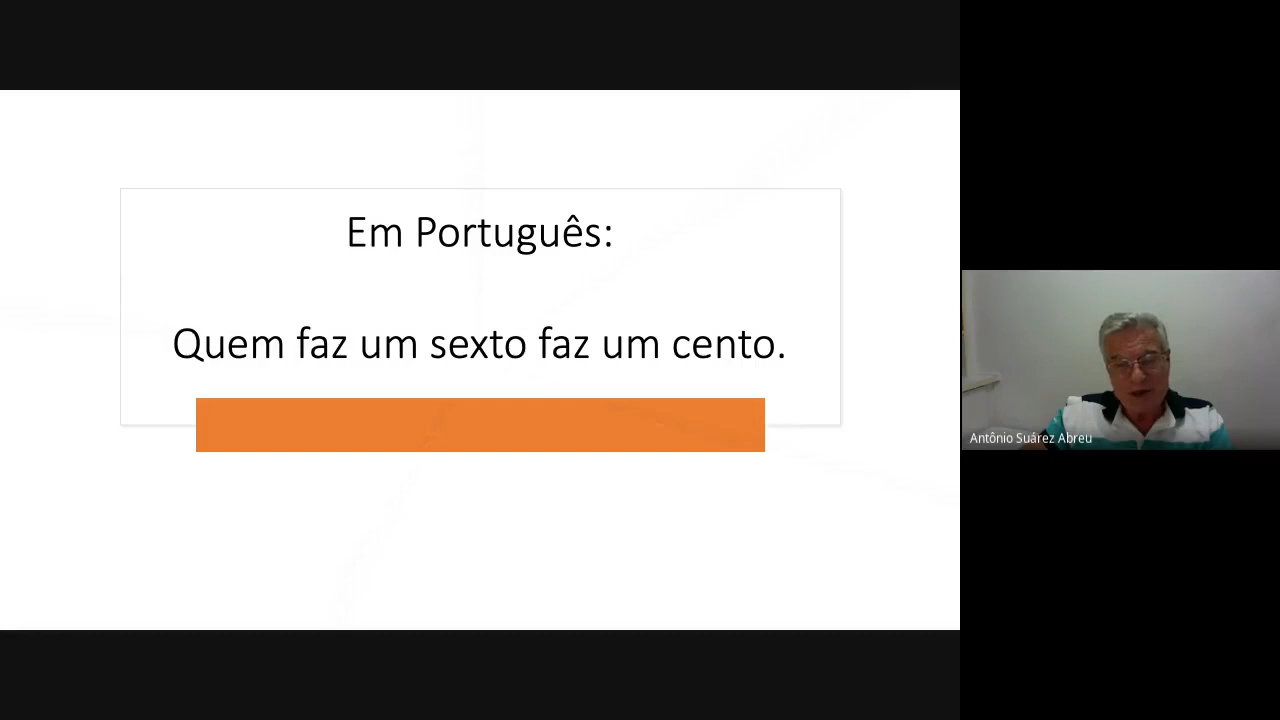 Em Português:
Quem faz um sexto faz um cento.
Antônio Suárez Abreu